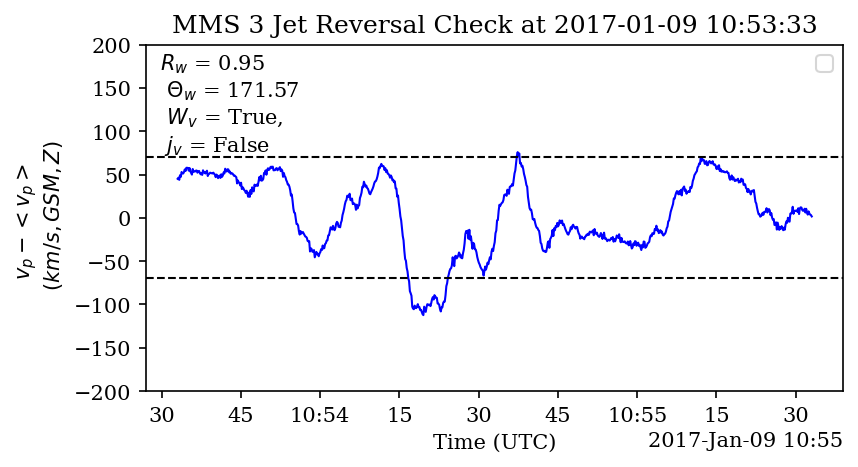 MMS 3 Jet Reversal Check at 2017-01-09 10:53:33
R_w = 0.95
Θ_w = 171.57
W_v = True,
j_v = False
v_p − < v_p >
(km/s, GSM, Z)
200
150
100
50
0
−50
−100
−150
−200
30 45 10:54 15 30 45 10:55 15 30
Time (UTC)
2017-Jan-09 10:55